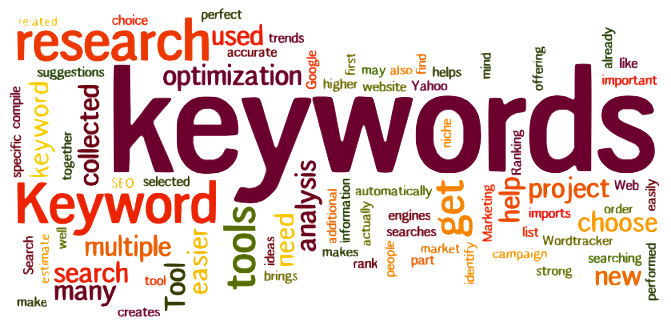 related
choice
perfect
research
used
trends
accurate
suggestions
optimization
Google
first
may
also
find
helps
higher
website
Yahoo
mind
offering
already
like
important
specific
compile
keyword
together
collected
keywords
niche
SEO
selected
Keyword
analysis
additional
information
automatically
actually
engines
searches
get
Marketing
help
Ranking
project
Web
easily
imports
order
list
choose
Wordtracker
Search
estimate
well
multiple
easier
tools
need
ideas
brings
makes
rank
people
market
part
identify
campaign
strong
searching
new
performed
search
many
tool
Tool
make
creates